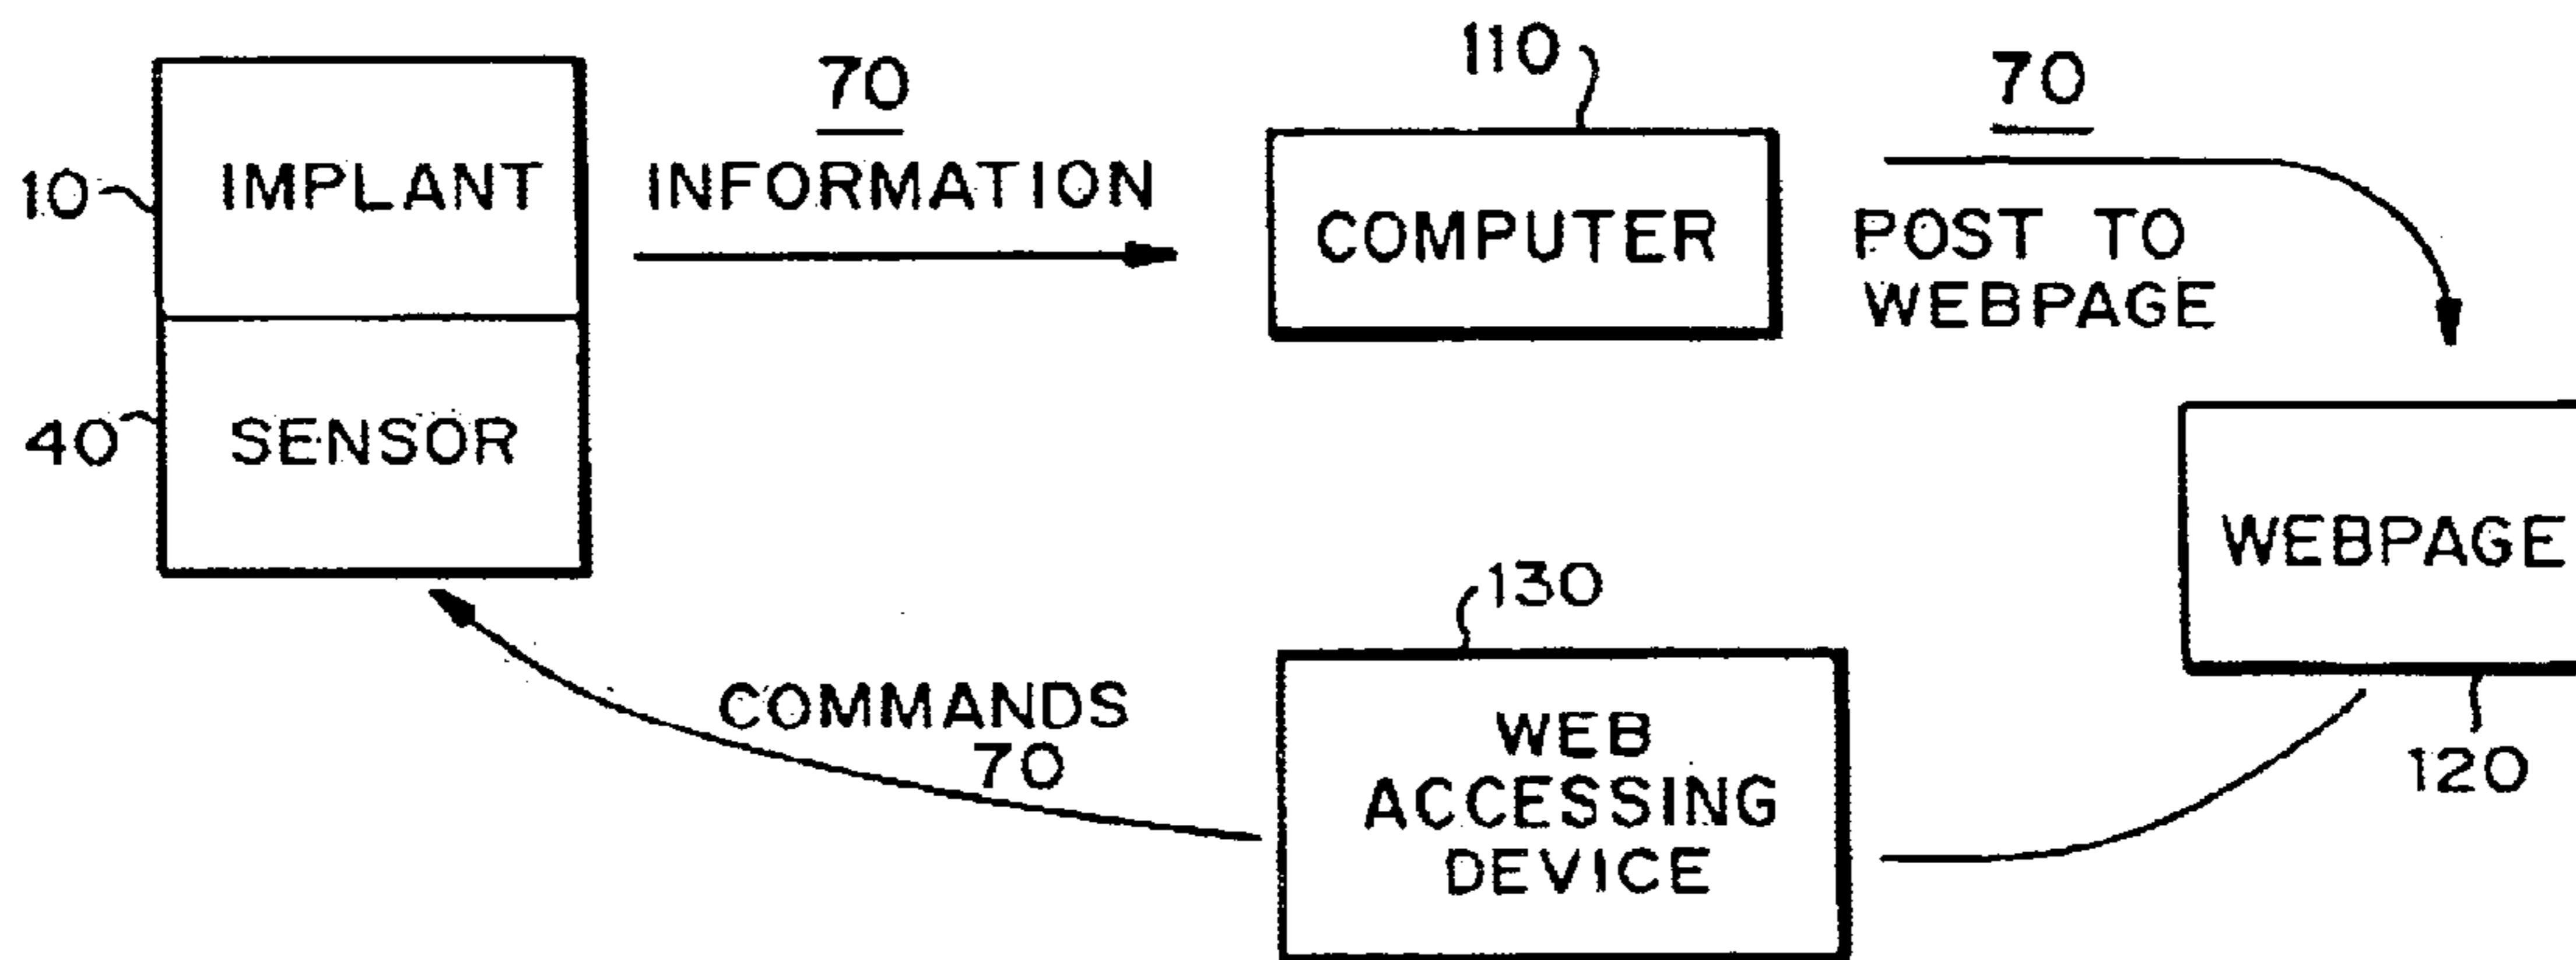 10
IMPLANT
40
SENSOR
70
INFORMATION
110
COMPUTER
70
POST TO
WEBPAGE
WEBPAGE
120
130
WEB
ACCESSING
DEVICE
COMMANDS
70